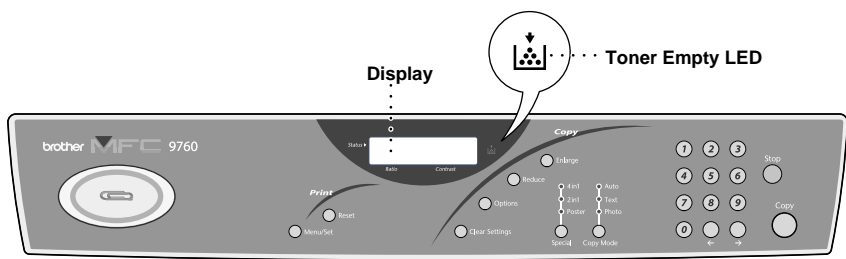 Toner Empty LED
Display
brother MFC 9760
Status
Ratio Contrast
Print
Reset
Menu/Set
Copy
Enlarge
Reduce
Options
Clear Settings
4in1
2in1
Poster
Special
Auto
Text
Photo
Copy Mode
1 2 3
4 5 6
7 8 9
0 ← →
Stop
Copy